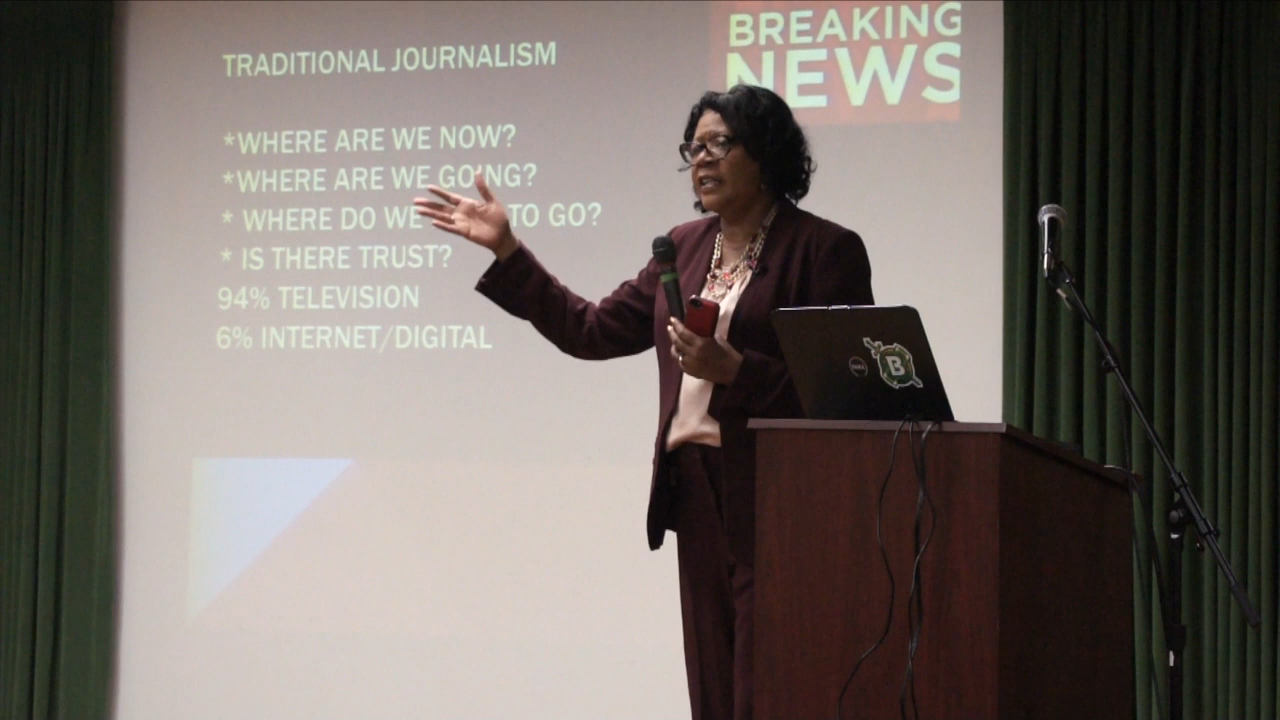 TRADITIONAL JOURNALISM
BREAKING
NEWS
*WHERE ARE WE NOW?
*WHERE ARE WE GOING?
* WHERE DO WE TO GO?
* IS THERE TRUST?
94% TELEVISION
6% INTERNET/DIGITAL
B